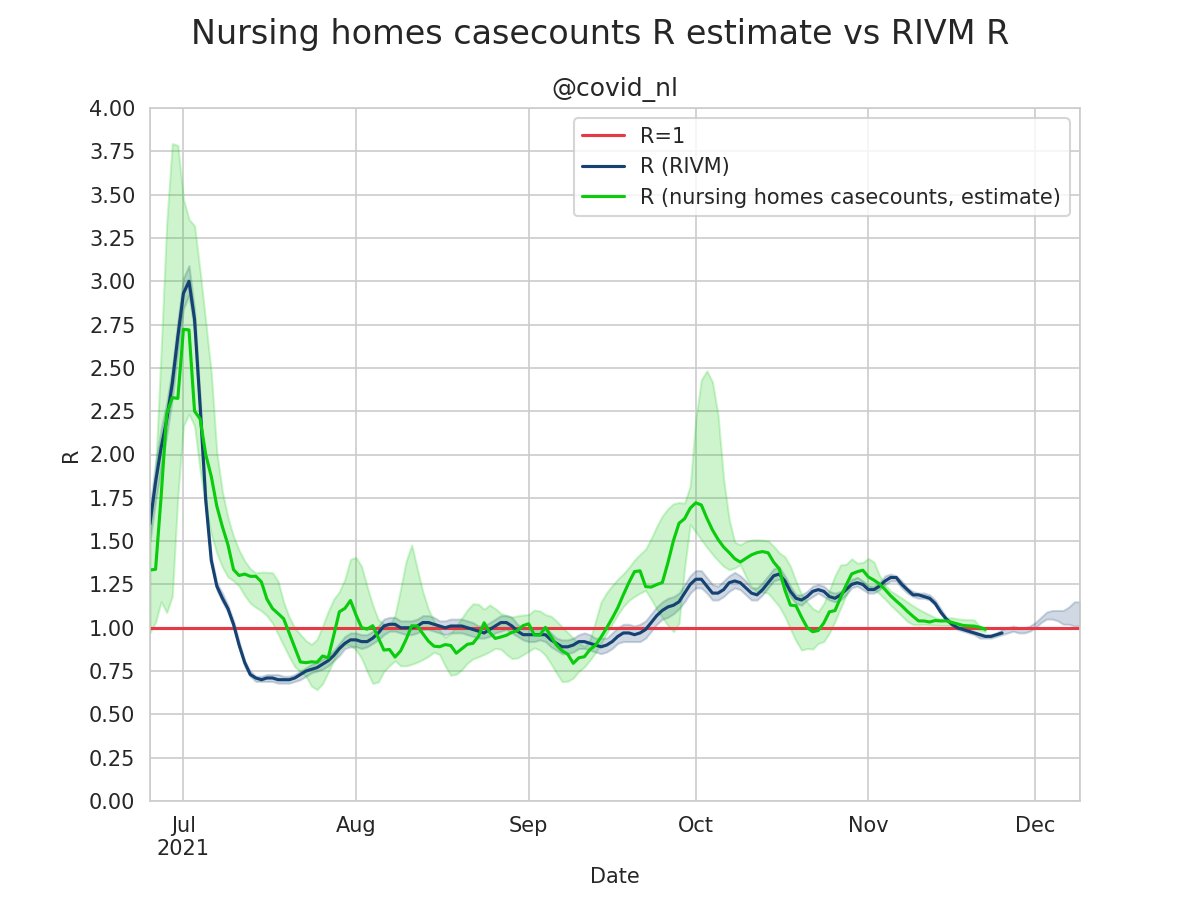 Nursing homes casecounts R estimate vs RIVM R
@covid_nl
R=1
R (RIVM)
R (nursing homes casecounts, estimate)
4.00
3.75
3.50
3.25
3.00
2.75
2.50
2.25
2.00
1.75
1.50
1.25
1.00
0.75
0.50
0.25
0.00
R
Jul
2021
Aug
Sep
Oct
Nov
Dec
Date